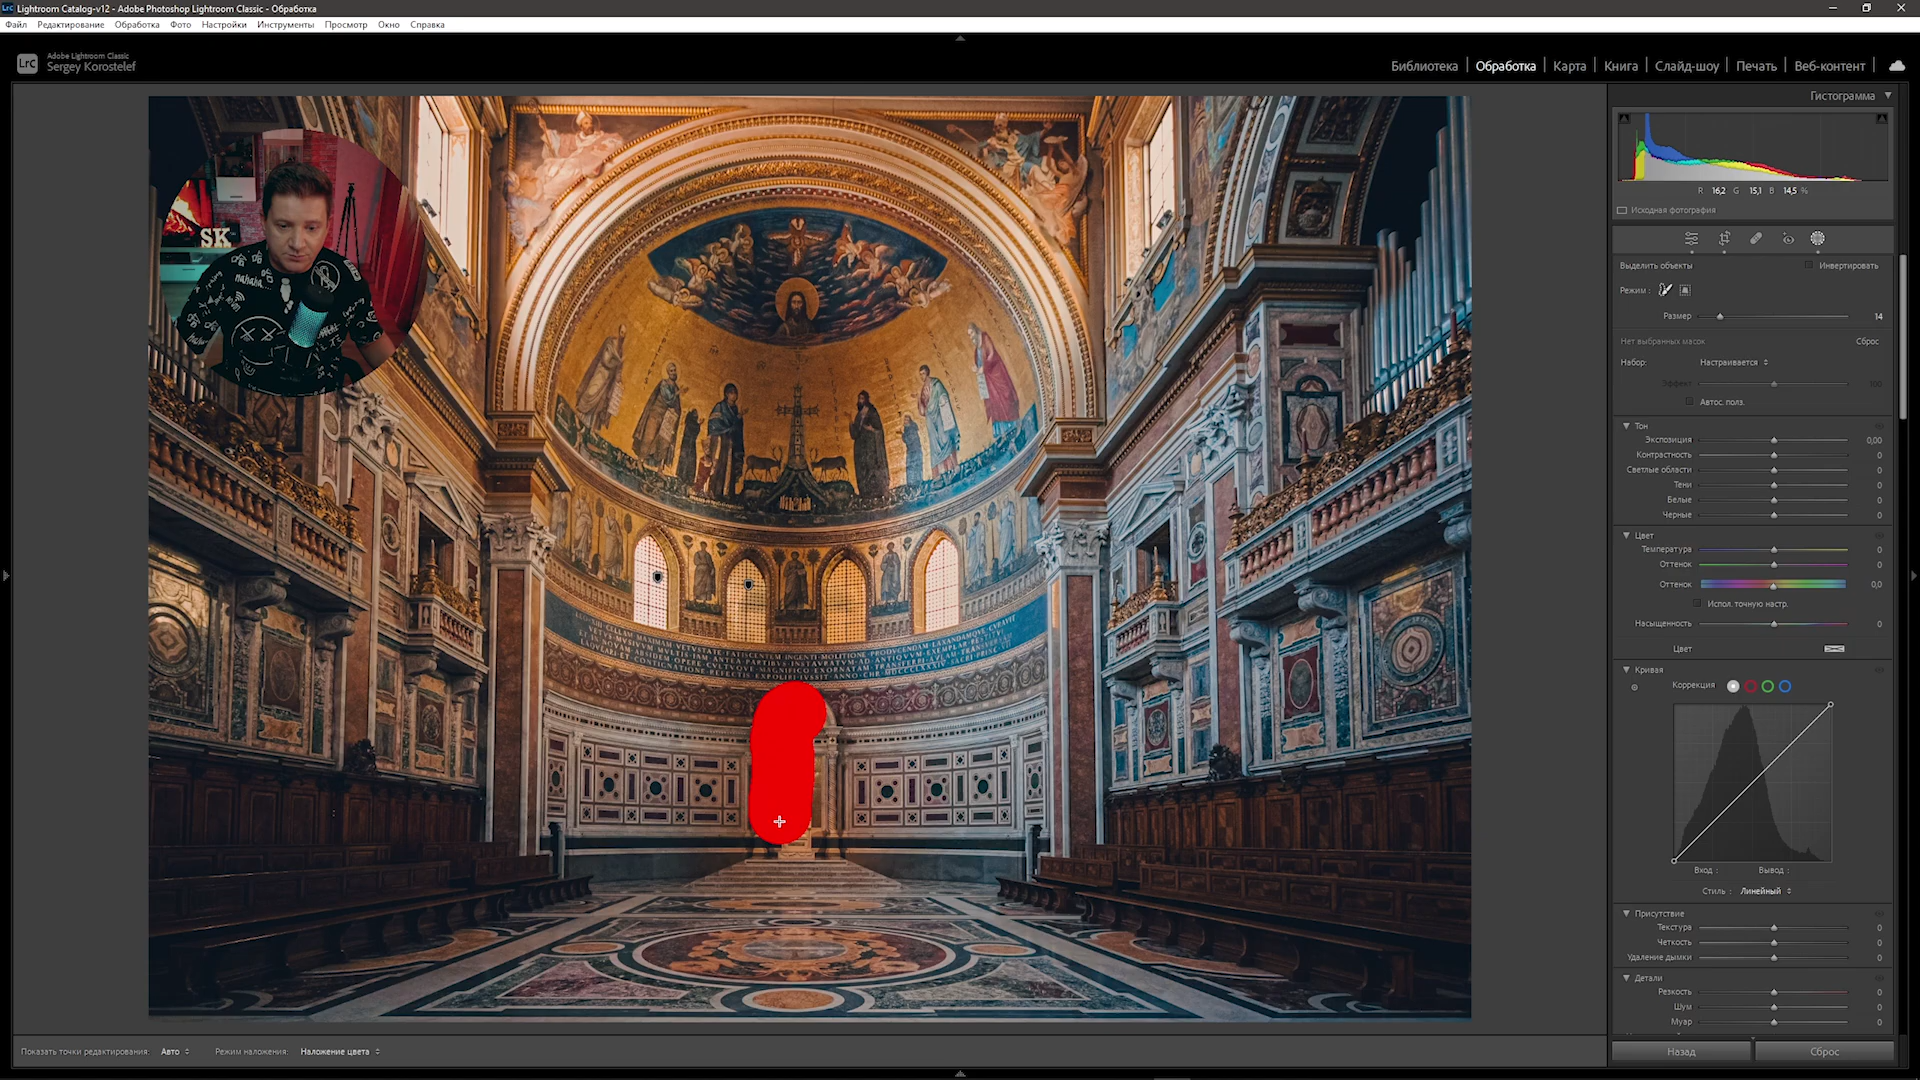 Lightroom Catalog-v12 - Adobe Photoshop Lightroom Classic - Обработка
Файл Редактирование Обработка Фото Настройки Инструменты Просмотр Окно Справка
LrC
Adobe Lightroom Classic
Sergey Korostelef
Библиотека | Обработка | Карта | Книга | Слайд-шоу | Печать | Веб-контент |
Гистограмма
R 16,2 G 15,1 B 14,5 %
Исходная фотография
SK
Выделить объекты Инвертировать
Режим :
Размер 14
Нет выбранных масок Сброс
Набор: Настраивается
Эффект 100
Автос. полз.
Тон
Экспозиция 0,00
Контрастность 0
Светлые области 0
Тени 0
Белые 0
Черные 0
Цвет
Температура 0
Оттенок 0
Оттенок 0,0
Испол. точную настр.
Насыщенность 0
Цвет
Кривая
Коррекция
Вход : Вывод :
Стиль : Линейный
Присутствие
Текстура 0
Четкость 0
Удаление дымки 0
Детали
Резкость 0
Шум 0
Муар 0
Назад Сброс
Показать точки редактирования: Авто Режим наложения: Наложение цвета